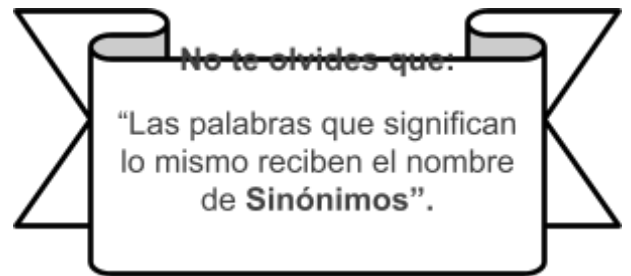 No te olvides que:
“Las palabras que significan
lo mismo reciben el nombre
de Sinónimos”.